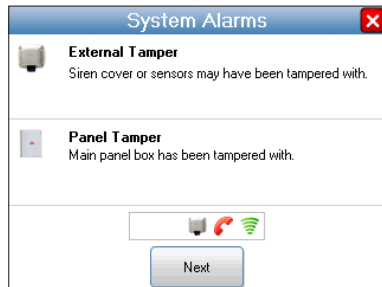 System Alarms
External Tamper
Siren cover or sensors may have been tampered with.
Panel Tamper
Main panel box has been tampered with.
Next